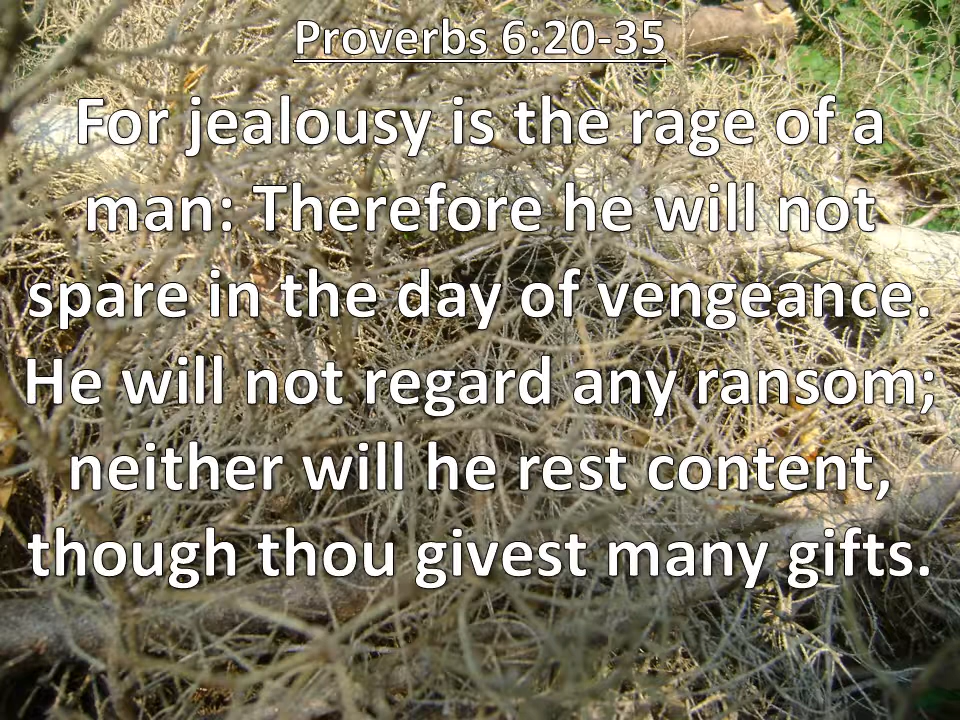 Proverbs 6:20-35
For jealousy is the rage of a
man: Therefore he will not
spare in the day of vengeance.
He will not regard any ransom;
neither will he rest content,
though thou givest many gifts.